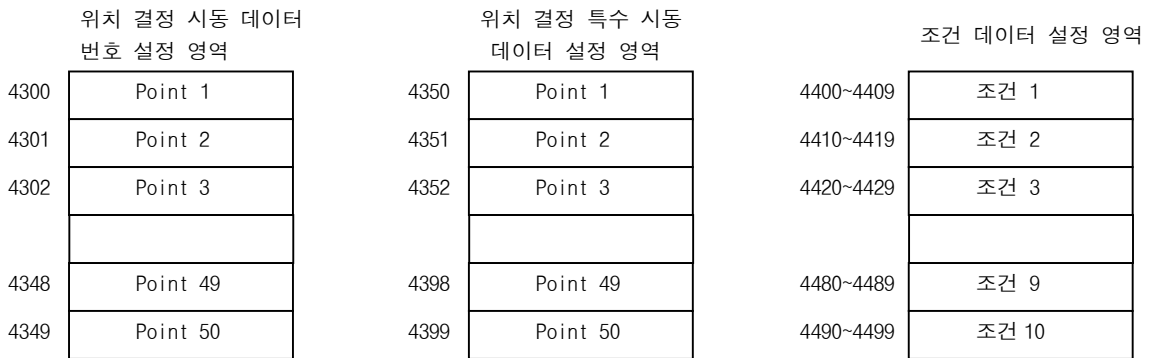 위치 결정 시동 데이터
번호 설정 영역
4300 Point 1
4301 Point 2
4302 Point 3
4348 Point 49
4349 Point 50
위치 결정 특수 시동
데이터 설정 영역
4350 Point 1
4351 Point 2
4352 Point 3
4398 Point 49
4399 Point 50
조건 데이터 설정 영역
4400~4409 조건 1
4410~4419 조건 2
4420~4429 조건 3
4480~4489 조건 9
4490~4499 조건 10